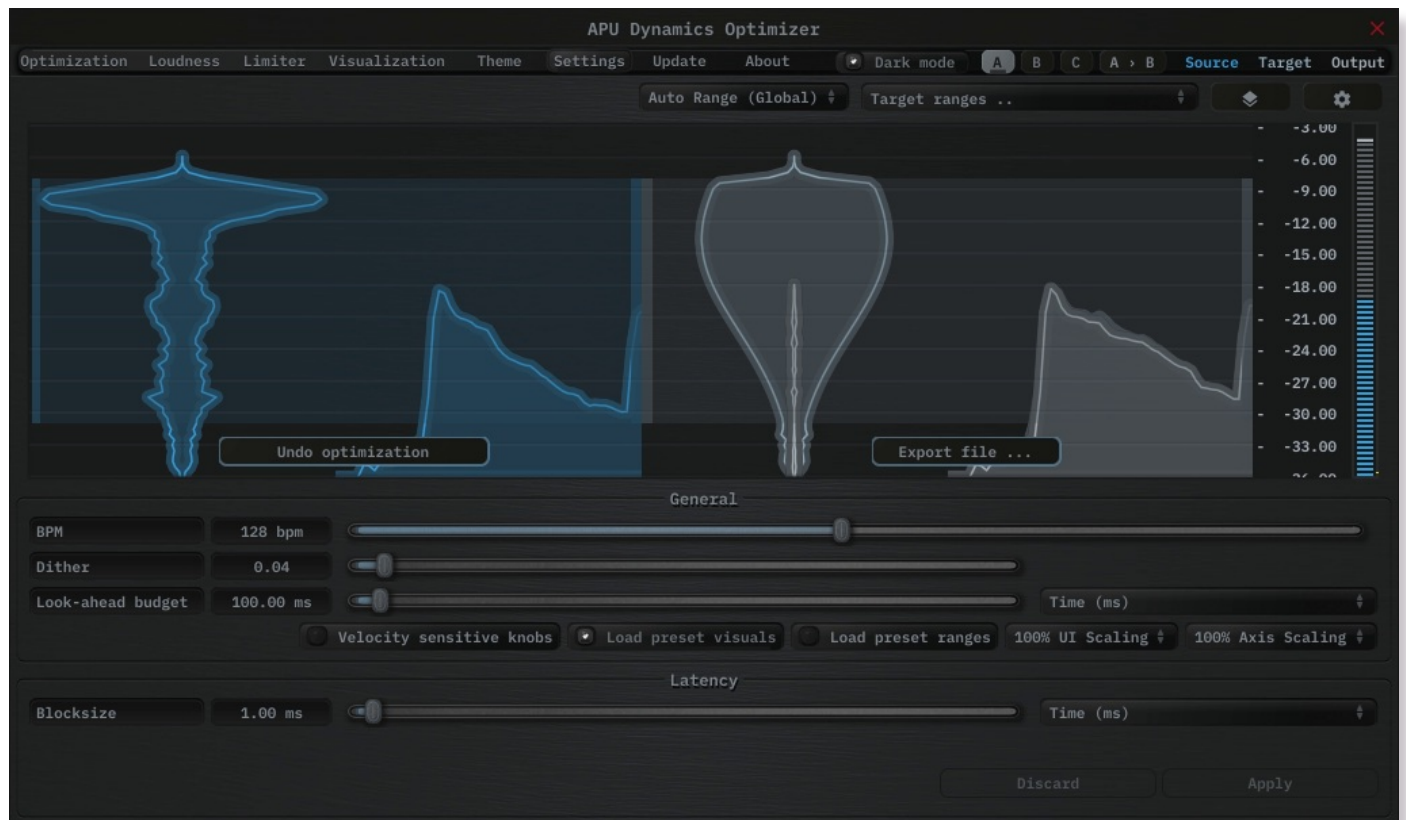 APU Dynamics Optimizer
Optimization Loudness Limiter Visualization Theme Settings Update About Dark mode A B C A › B Source Target Output
Auto Range (Global) Target ranges ..
- -3.00
- -6.00
- -9.00
- -12.00
- -15.00
- -18.00
- -21.00
- -24.00
- -27.00
- -30.00
- -33.00
Undo optimization Export file ...
General
BPM 128 bpm
Dither 0.04
Look-ahead budget 100.00 ms Time (ms)
Velocity sensitive knobs Load preset visuals Load preset ranges 100% UI Scaling 100% Axis Scaling
Latency
Blocksize 1.00 ms Time (ms)
Discard Apply